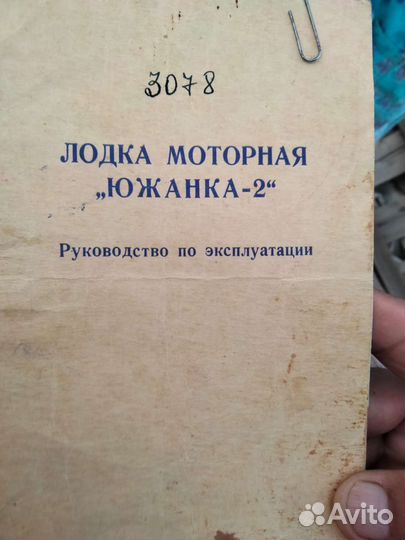 3078
ЛОДКА МОТОРНАЯ
„ЮЖАНКА-2“
Руководство по эксплуатации
Avito